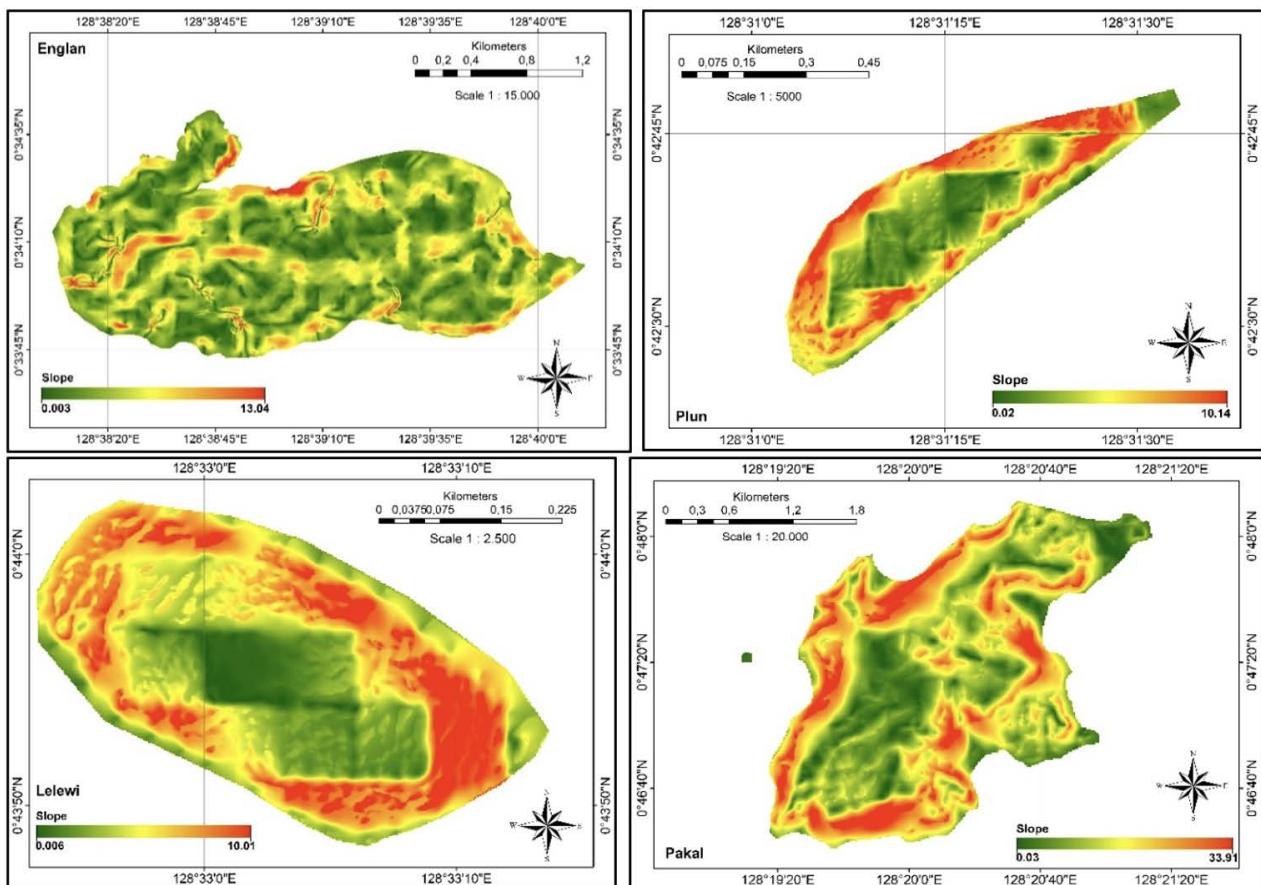 128°38'20"E 128°38'45"E 128°39'10"E 128°39'35"E 128°40'0"E
Englan
Kilometers
0 0,2 0,4 0,8 1,2
Scale 1 : 15.000
0°34'35"N 0°34'35"N
0°34'10"N 0°34'10"N
0°33'45"N 0°33'45"N
N
W E
S
Slope
0.003 13.04
128°38'20"E 128°38'45"E 128°39'10"E 128°39'35"E 128°40'0"E
128°31'0"E 128°31'15"E 128°31'30"E
Kilometers
0 0,075 0,15 0,3 0,45
Scale 1 : 5000
0°42'45"N 0°42'45"N
0°42'30"N 0°42'30"N
N
W E
S
Slope
0.02 10.14
Plun
128°31'0"E 128°31'15"E 128°31'30"E
128°33'0"E 128°33'10"E
Kilometers
0 0,0375 0,075 0,15 0,225
Scale 1 : 2.500
0°44'0"N 0°44'0"N
0°43'50"N 0°43'50"N
Lelewi
N
W E
S
Slope
0.006 10.01
128°33'0"E 128°33'10"E
128°19'20"E 128°20'0"E 128°20'40"E 128°21'20"E
Kilometers
0 0,3 0,6 1,2 1.8
Scale 1 : 20.000
0°48'0"N 0°48'0"N
0°47'20"N 0°47'20"N
0°46'40"N 0°46'40"N
N
W E
S
Slope
0.03 33.91
Pakal
128°19'20"E 128°20'0"E 128°20'40"E 128°21'20"E